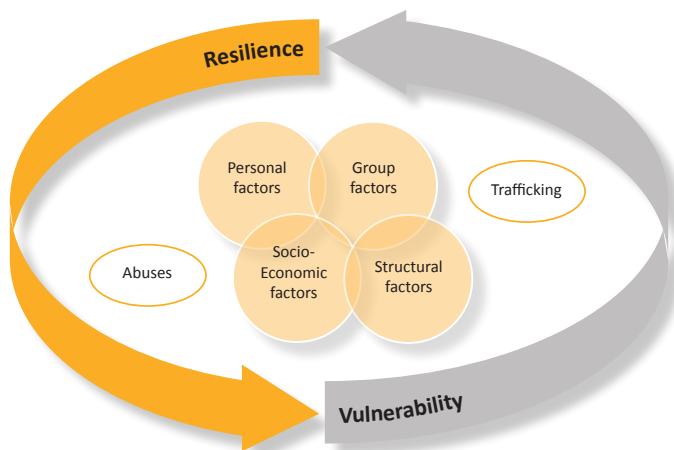 Resilience
Personal
factors
Group
factors
Trafficking
Abuses
Socio-
Economic
factors
Structural
factors
Vulnerability